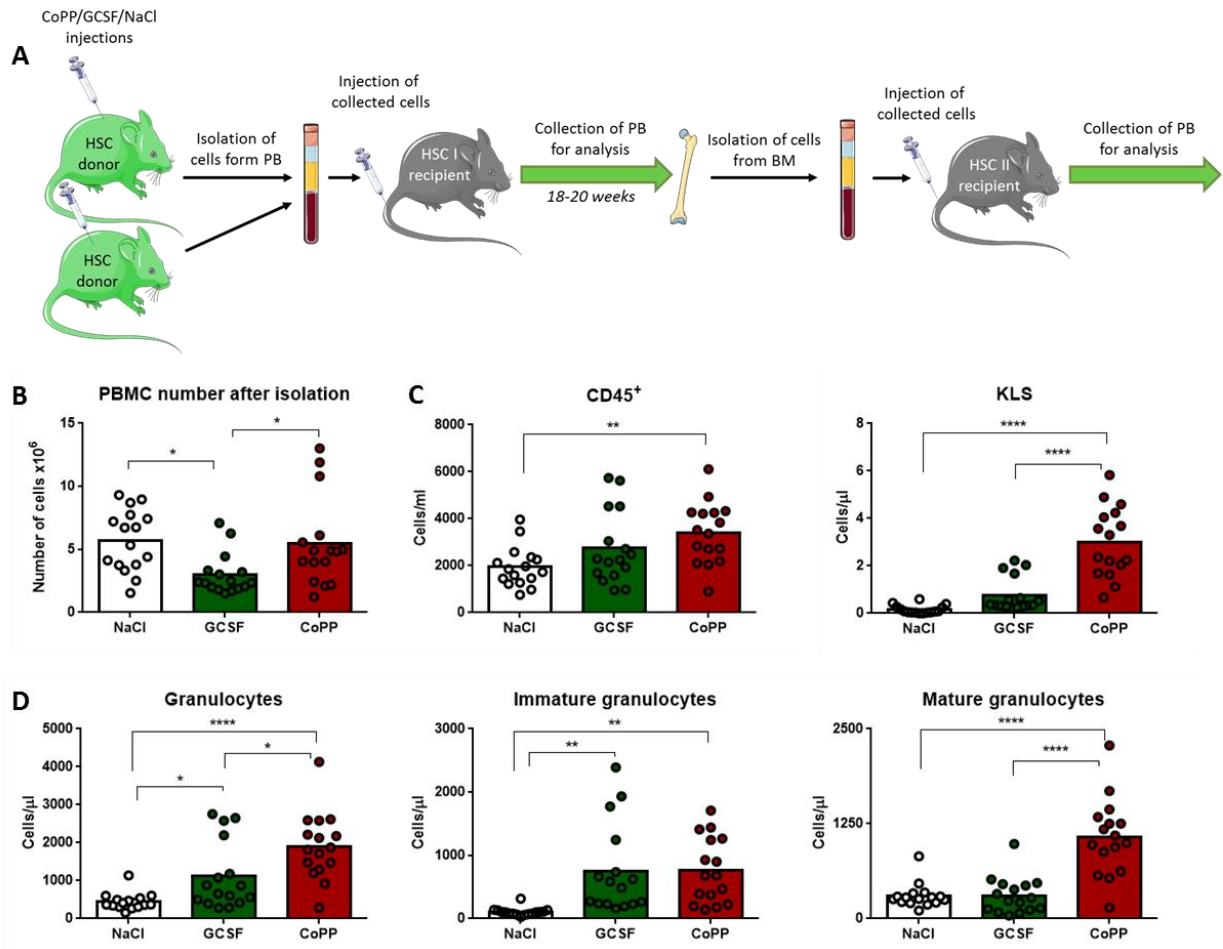 CoPP/GCSF/NaCl
injections
A
HSC
donor
HSC
donor
Isolation of
cells form PB
Injection of
collected cells
HSC I
recipient
Collection of PB
for analysis
18-20 weeks
Isolation of cells
from BM
Injection of
collected cells
HSC II
recipient
Collection of PB
for analysis
B
PBMC number after isolation
Number of cells x10⁶
15
10
5
0
*
*
NaCl
GCSF
CoPP
C
CD45⁺
Cells/ml
8000
6000
4000
2000
0
**
NaCl
GCSF
CoPP
KLS
Cells/µl
8
6
4
2
0
****
****
NaCl
GCSF
CoPP
D
Granulocytes
Cells/µl
5000
4000
3000
2000
1000
0
****
*
*
NaCl
GCSF
CoPP
Immature granulocytes
Cells/µl
3000
2000
1000
0
**
**
NaCl
GCSF
CoPP
Mature granulocytes
Cells/µl
2500
1250
0
****
****
NaCl
GCSF
CoPP